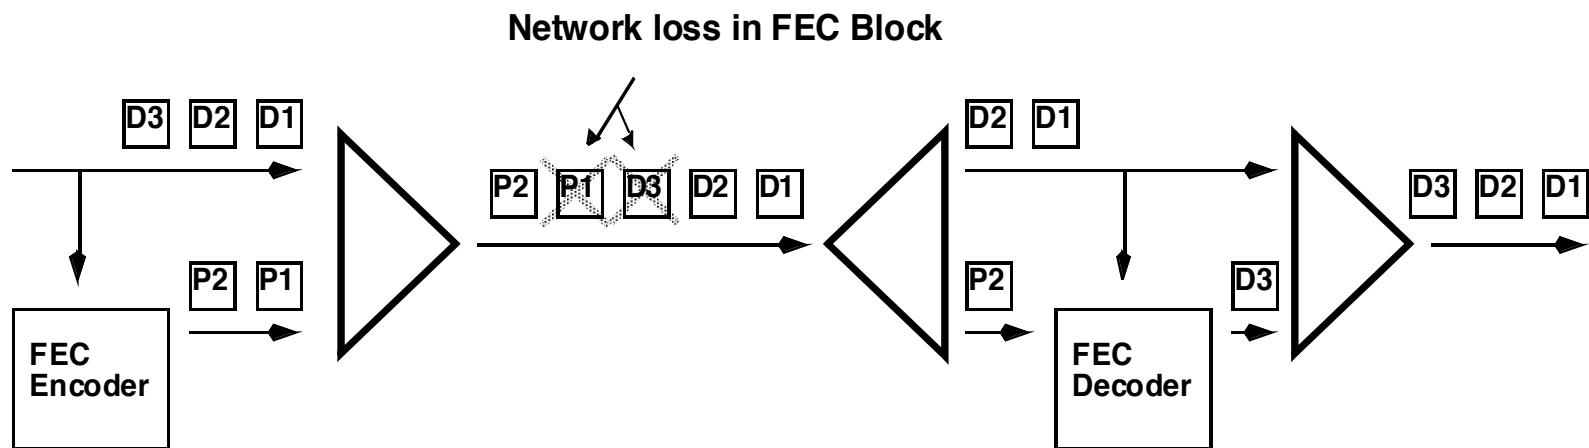 Network loss in FEC Block
D3 D2 D1
D2 D1
P2 P1 D3 D2 D1
D3 D2 D1
P2 P1
P2
D3
FEC
Encoder
FEC
Decoder